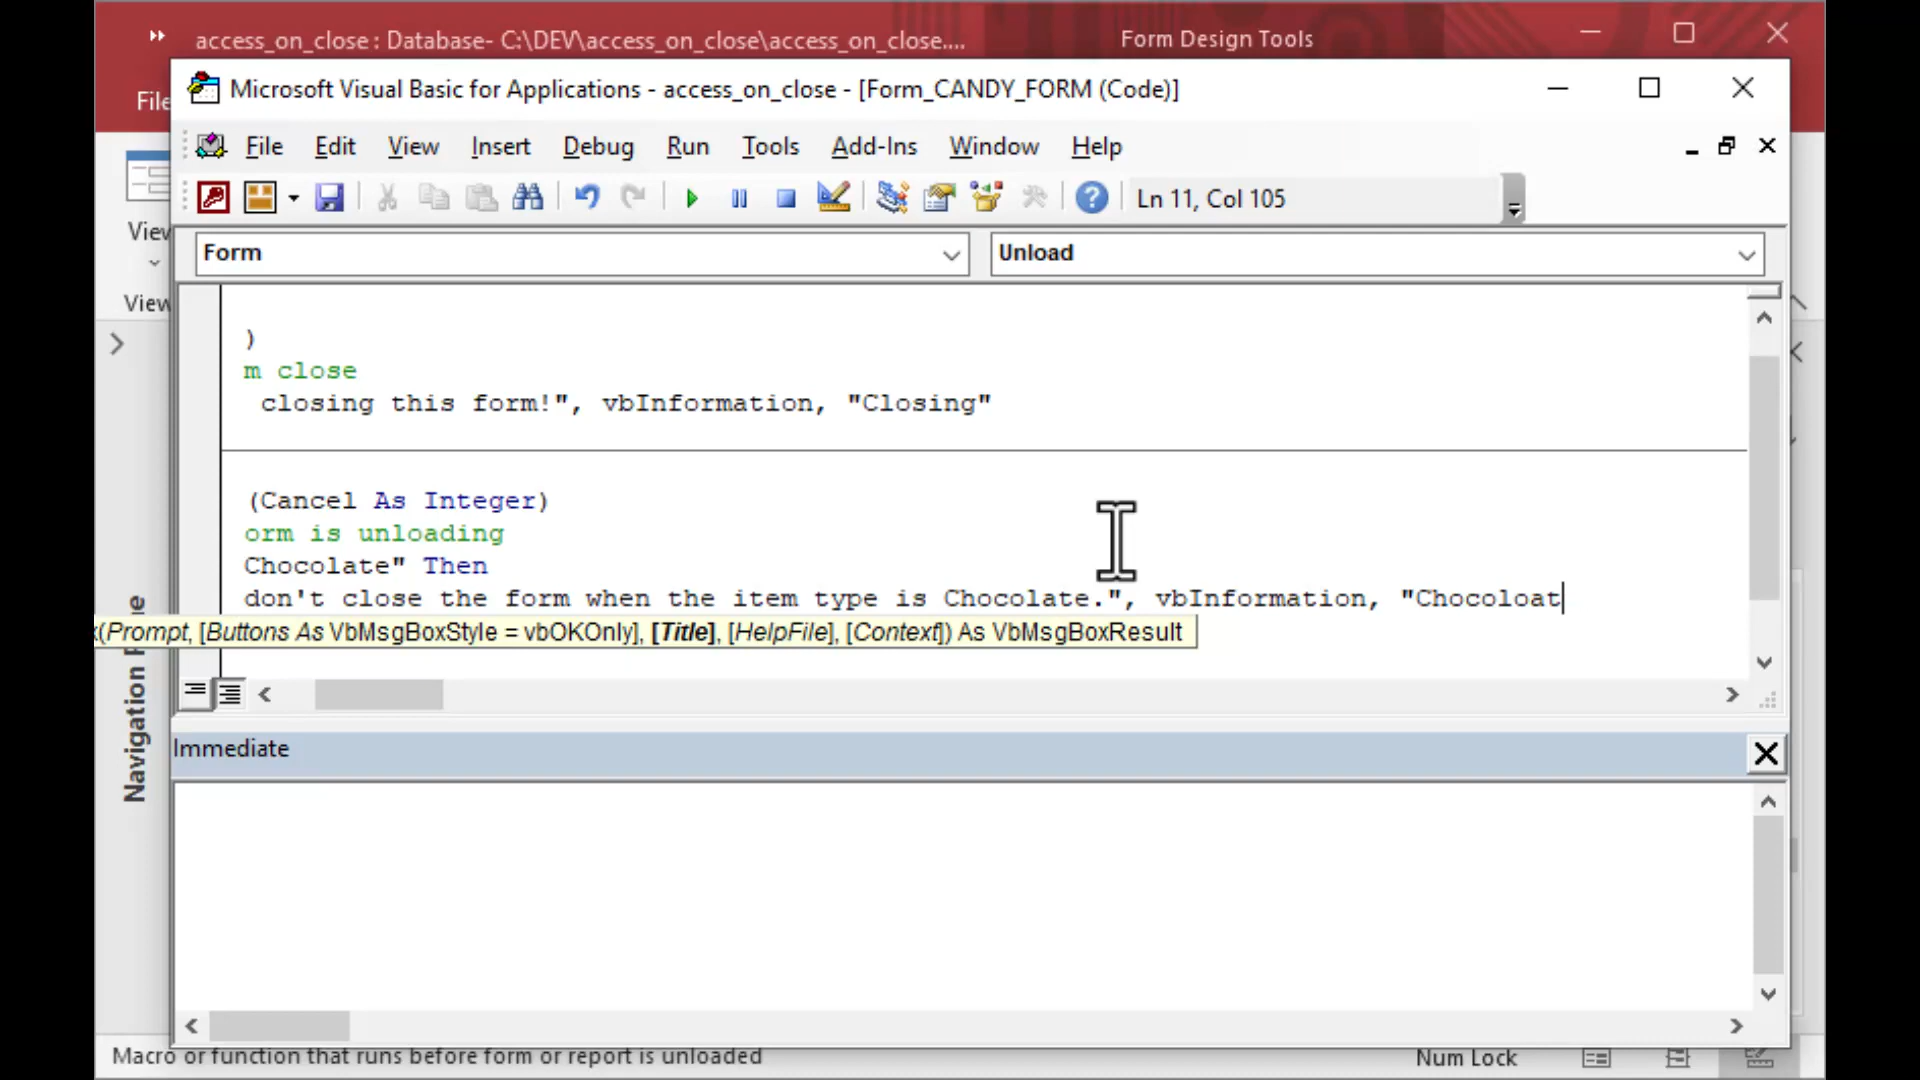 access_on_close : Database- C:\DEV\access_on_close\access_on_close....
Form Design Tools
File
Microsoft Visual Basic for Applications - access_on_close - [Form_CANDY_FORM (Code)]
File Edit View Insert Debug Run Tools Add-Ins Window Help
Ln 11, Col 105
View
Form
Unload
View
)
m close
closing this form!", vbInformation, "Closing"
(Cancel As Integer)
orm is unloading
Chocolate" Then
don't close the form when the item type is Chocolate.", vbInformation, "Chocoloat
(Prompt, [Buttons As VbMsgBoxStyle = vbOKOnly], [Title], [HelpFile], [Context]) As VbMsgBoxResult
Navigation
Immediate
Macro or function that runs before form or report is unloaded
Num Lock